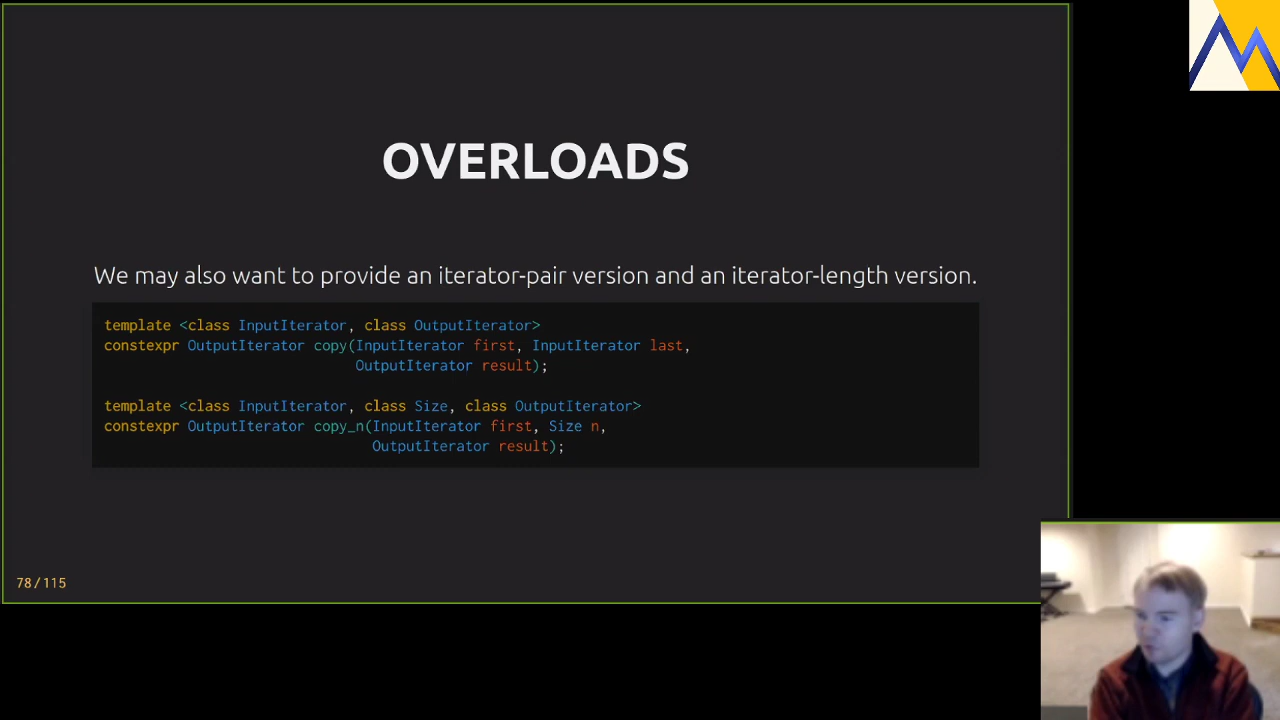 OVERLOADS
We may also want to provide an iterator-pair version and an iterator-length version.
template <class InputIterator, class OutputIterator>
constexpr OutputIterator copy(InputIterator first, InputIterator last,
OutputIterator result);
template <class InputIterator, class Size, class OutputIterator>
constexpr OutputIterator copy_n(InputIterator first, Size n,
OutputIterator result);
78/115